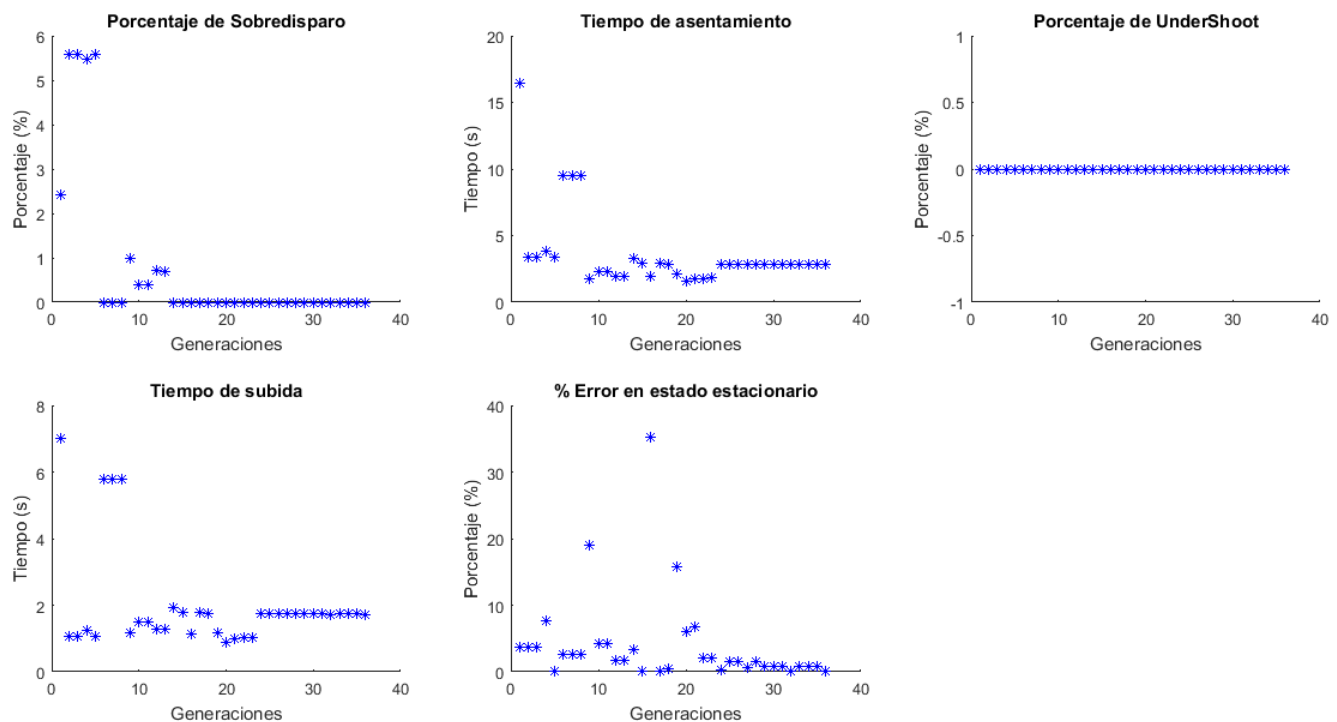 Porcentaje de Sobredisparo
6
5
4
3
2
1
0
Porcentaje (%)
0 10 20 30 40
Generaciones
Tiempo de asentamiento
20
15
10
5
0
Tiempo (s)
0 10 20 30 40
Generaciones
Porcentaje de UnderShoot
1
0.5
0
-0.5
-1
Porcentaje (%)
0 10 20 30 40
Generaciones
Tiempo de subida
8
6
4
2
0
Tiempo (s)
0 10 20 30 40
Generaciones
% Error en estado estacionario
40
30
20
10
0
Porcentaje (%)
0 10 20 30 40
Generaciones